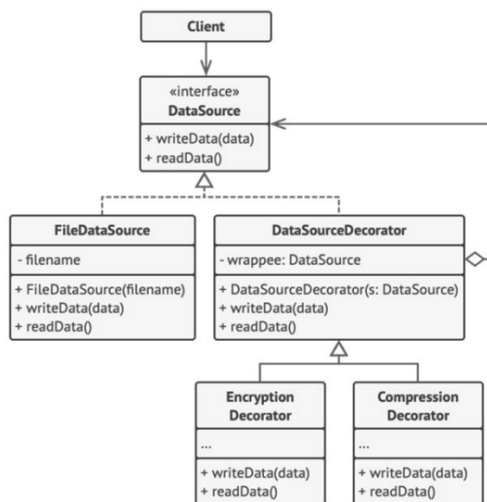 Client
«interface»
DataSource
+ writeData(data)
+ readData()
FileDataSource
- filename
+ FileDataSource(filename)
+ writeData(data)
+ readData()
DataSourceDecorator
- wrappee: DataSource
+ DataSourceDecorator(s: DataSource)
+ writeData(data)
+ readData()
Encryption
Decorator
...
+ writeData(data)
+ readData()
Compression
Decorator
...
+ writeData(data)
+ readData()